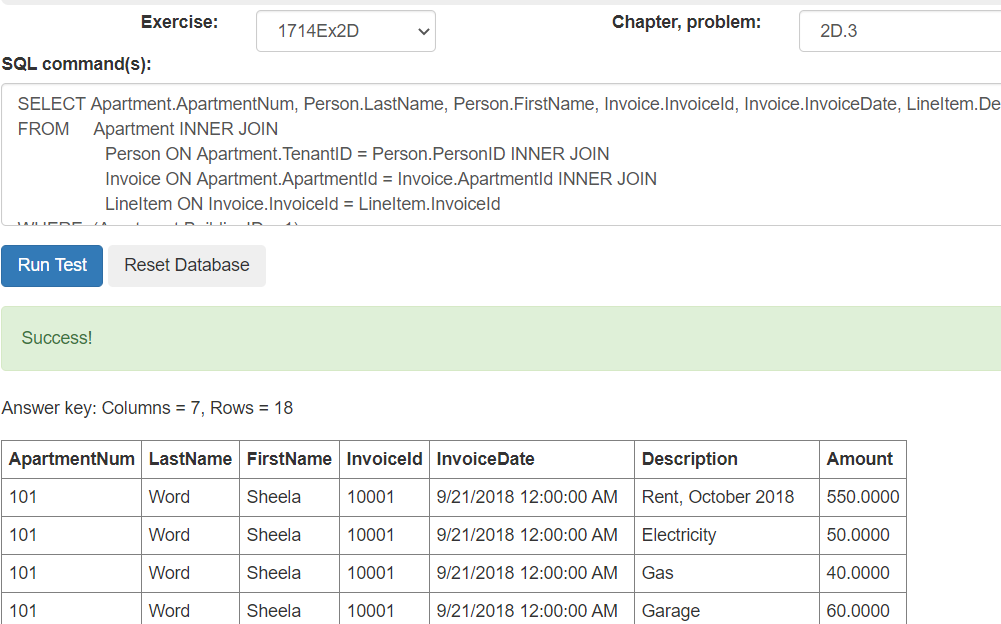 Exercise: 1714Ex2D Chapter, problem: 2D.3
SQL command(s):
SELECT Apartment.ApartmentNum, Person.LastName, Person.FirstName, Invoice.InvoiceId, Invoice.InvoiceDate, LineItem.De
FROM Apartment INNER JOIN
Person ON Apartment.TenantID = Person.PersonID INNER JOIN
Invoice ON Apartment.ApartmentId = Invoice.ApartmentId INNER JOIN
LineItem ON Invoice.InvoiceId = LineItem.InvoiceId
Run Test Reset Database
Success!
Answer key: Columns = 7, Rows = 18
ApartmentNum LastName FirstName InvoiceId InvoiceDate Description Amount
101 Word Sheela 10001 9/21/2018 12:00:00 AM Rent, October 2018 550.0000
101 Word Sheela 10001 9/21/2018 12:00:00 AM Electricity 50.0000
101 Word Sheela 10001 9/21/2018 12:00:00 AM Gas 40.0000
101 Word Sheela 10001 9/21/2018 12:00:00 AM Garage 60.0000